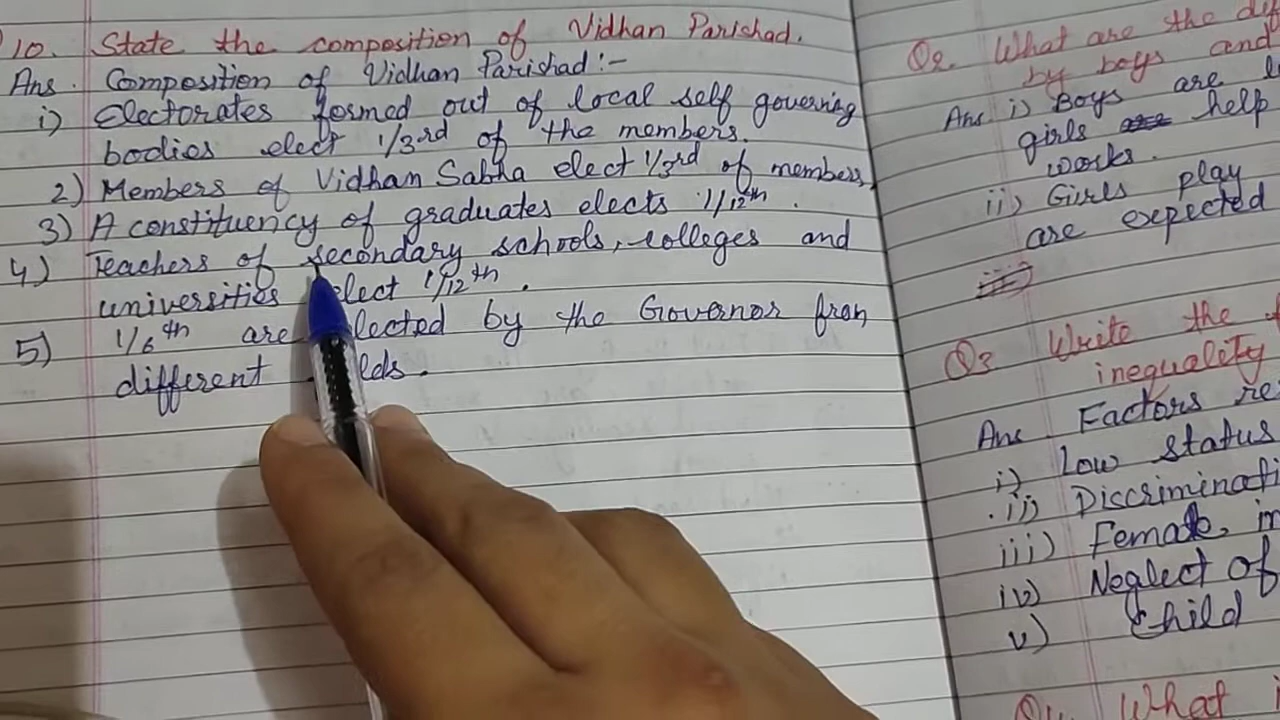 10. State the composition of Vidhan Parishad.
Ans. Composition of Vidhan Parishad :-
i) Electorates formed out of local self governing
bodies elect 1/3rd of the members.
2) Members of Vidhan Sabha elect 1/3rd of members
3) A constituency of graduates elects 1/12th.
4) Teachers of secondary schools, colleges and
universities elect 1/12th.
5) 1/6th are lected by the Governor from
different lds.
Q2. What are the
by boys and
Ans i) Boys are
girls help
works.
ii) Girls play
are expected
iii)
Q3 Write the
inequality
Ans. Factors re
i) Low status
ii) Discriminati
iii) Female in
iv) Neglect of
v) Child
Q4. What